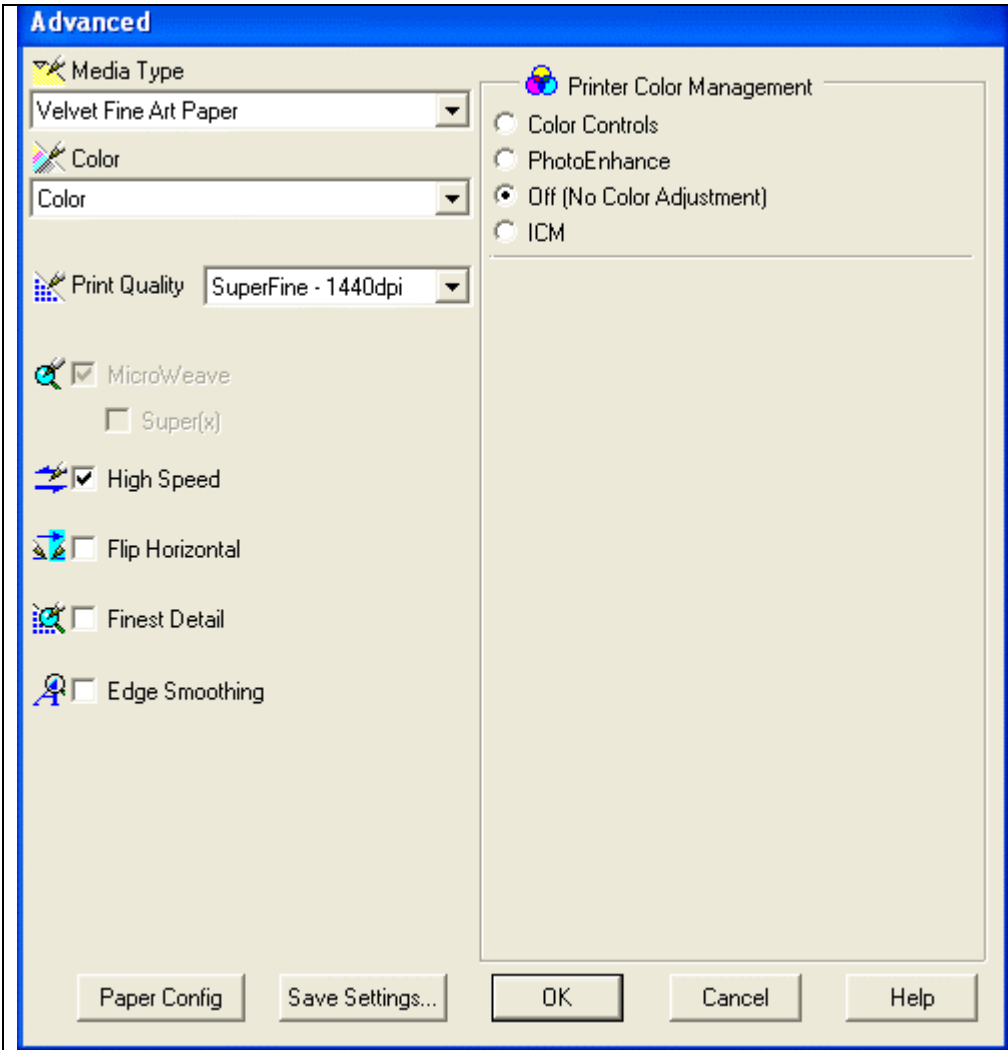 Advanced
Media Type
Velvet Fine Art Paper
Color
Color
Print Quality SuperFine - 1440dpi
MicroWeave
Super(x)
High Speed
Flip Horizontal
Finest Detail
Edge Smoothing
Printer Color Management
Color Controls
PhotoEnhance
Off (No Color Adjustment)
ICM
Paper Config Save Settings... OK Cancel Help